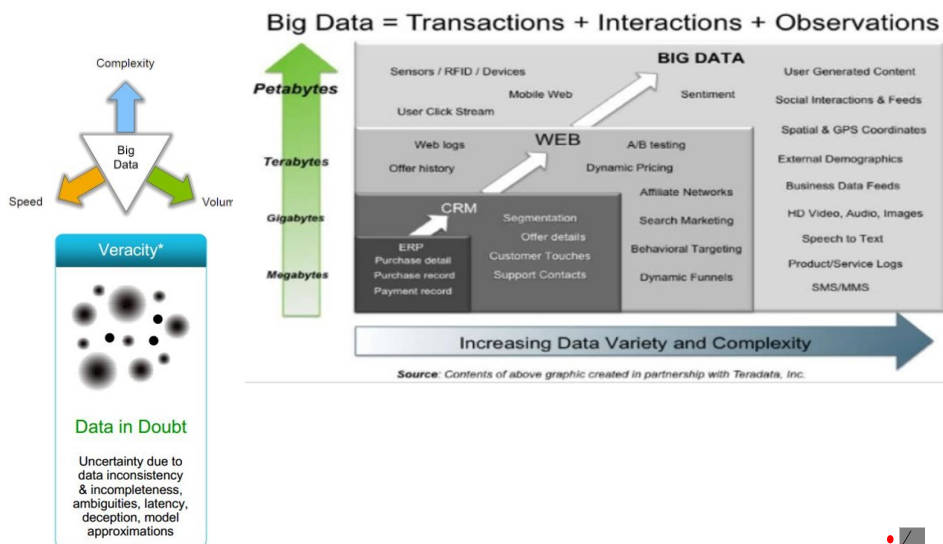 Big Data = Transactions + Interactions + Observations
Complexity
Big
Data
Speed
Volum
Veracity*
Data in Doubt
Uncertainty due to
data inconsistency
& incompleteness,
ambiguities, latency,
deception, model
approximations
Petabytes
Terabytes
Gigabytes
Megabytes
BIG DATA
Sensors / RFID / Devices
Mobile Web
Sentiment
User Click Stream
User Generated Content
Social Interactions & Feeds
Spatial & GPS Coordinates
External Demographics
Business Data Feeds
HD Video, Audio, Images
Speech to Text
Product/Service Logs
SMS/MMS
WEB
Web logs
A/B testing
Offer history
Dynamic Pricing
Affiliate Networks
Search Marketing
Behavioral Targeting
Dynamic Funnels
CRM
Segmentation
Offer details
Customer Touches
Support Contacts
ERP
Purchase detail
Purchase record
Payment record
Increasing Data Variety and Complexity
Source: Contents of above graphic created in partnership with Teradata, Inc.